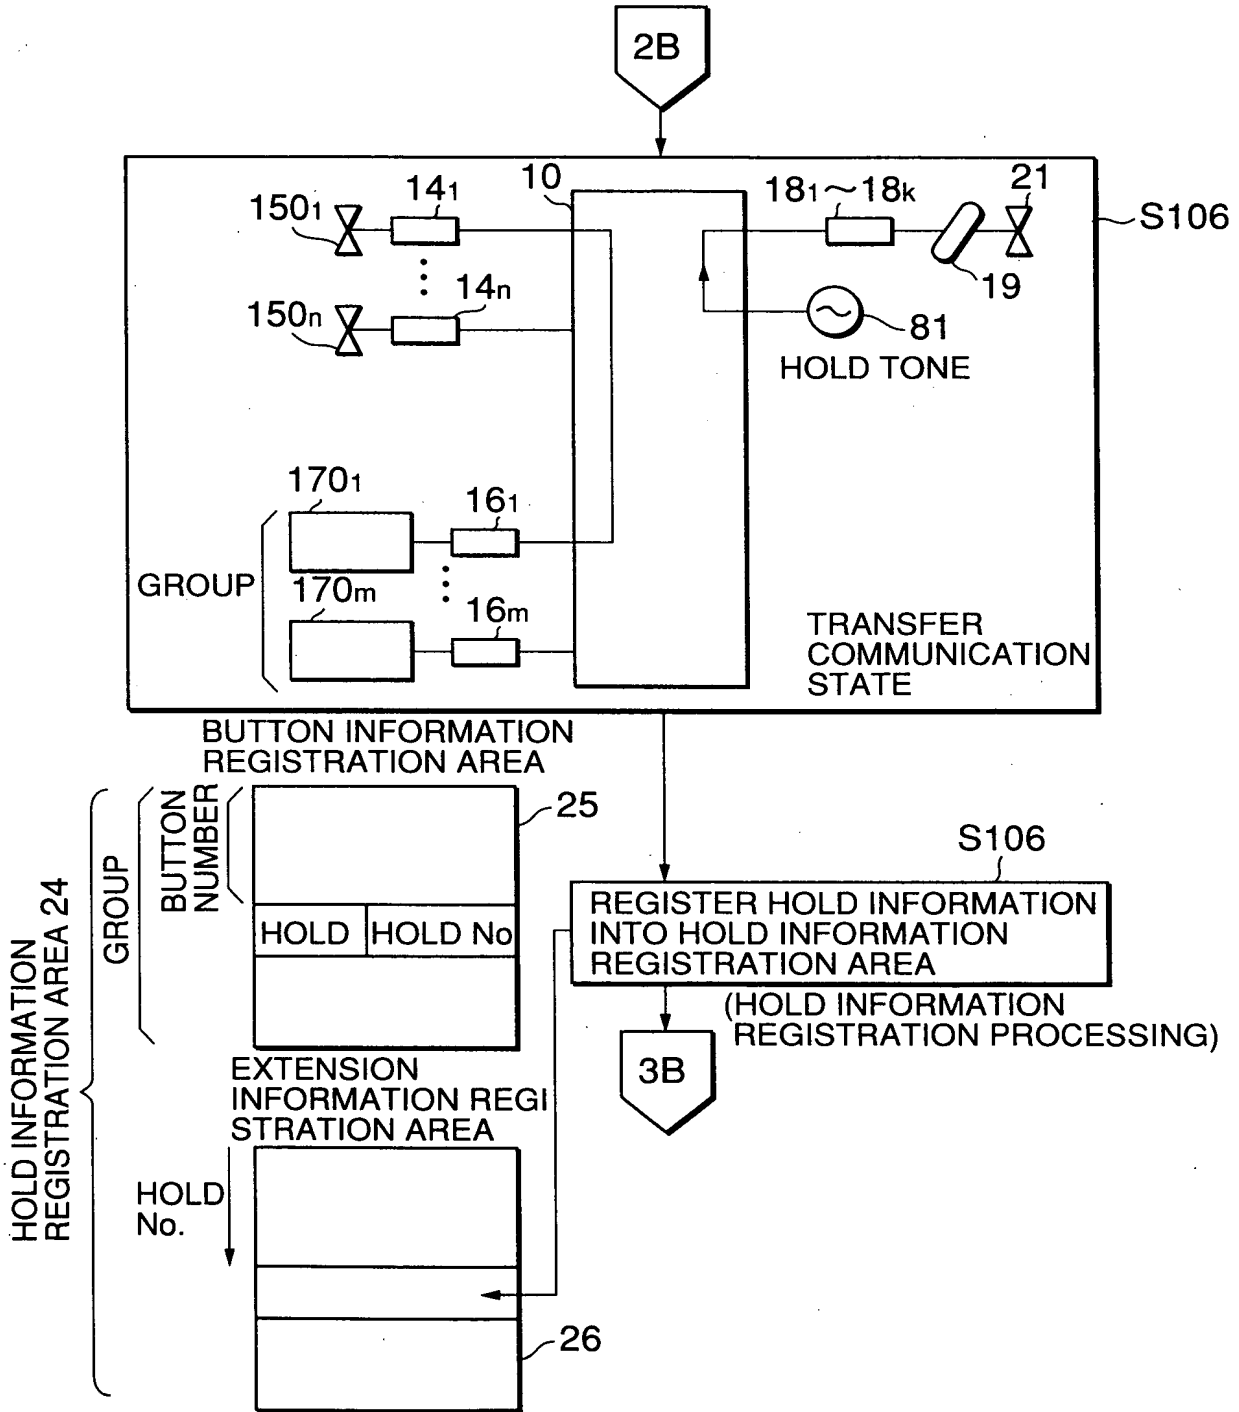 2B
10
18₁~18k
21
S106
150₁
14₁
19
150n
14n
81
HOLD TONE
170₁
16₁
GROUP
170m
16m
TRANSFER
COMMUNICATION
STATE
BUTTON INFORMATION
REGISTRATION AREA
HOLD INFORMATION
REGISTRATION AREA 24
GROUP
BUTTON
NUMBER
25
HOLD
HOLD No
S106
REGISTER HOLD INFORMATION
INTO HOLD INFORMATION
REGISTRATION AREA
(HOLD INFORMATION
REGISTRATION PROCESSING)
3B
EXTENSION
INFORMATION REGI
STRATION AREA
HOLD
No.
26